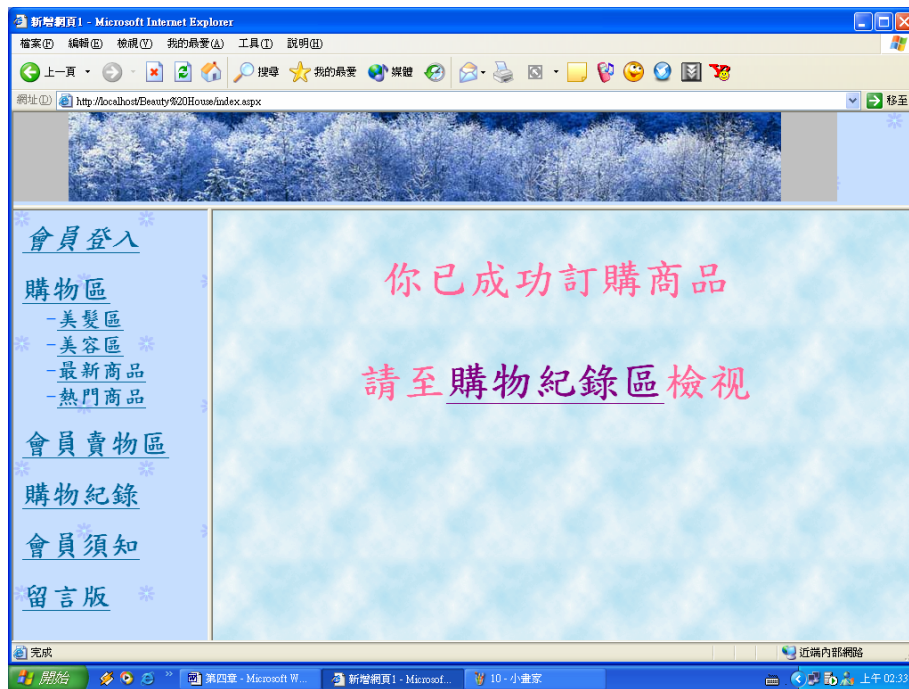 新增網頁1 - Microsoft Internet Explorer
檔案(F) 編輯(E) 檢視(V) 我的最愛(A) 工具(T) 說明(H)
上一頁 搜尋 我的最愛 媒體
網址(D) http://localhost/Beauty%20House/index.aspx 移至
會員登入
購物區
-美髮區
-美容區
-最新商品
-熱門商品
會員賣物區
購物紀錄
會員須知
留言版
你已成功訂購商品
請至購物紀錄區檢視
完成 近端內部網路
開始 » 第四章 - Microsoft W... 新增網頁1 - Microsof... 10 - 小畫家 上午 02:33